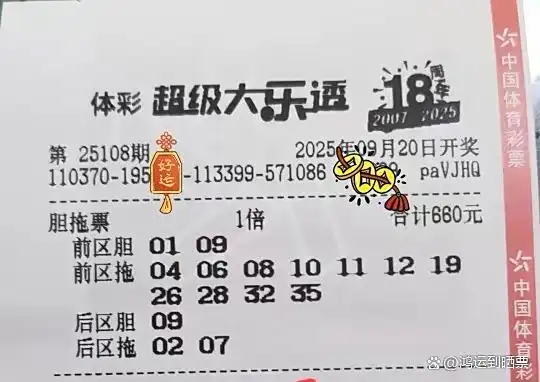 体彩 超级大乐透 18周年
2007 2025
第 25108期 2025年09月20日开奖
110370-195 -113399-571086 paVJHQ
好运
胆拖票 1倍 合计660元
前区胆 01 09
前区拖 04 06 08 10 11 12 19
26 28 32 35
后区胆 09
后区拖 02 07
中国体育彩票
中国体育彩票
@鸿运到晒票